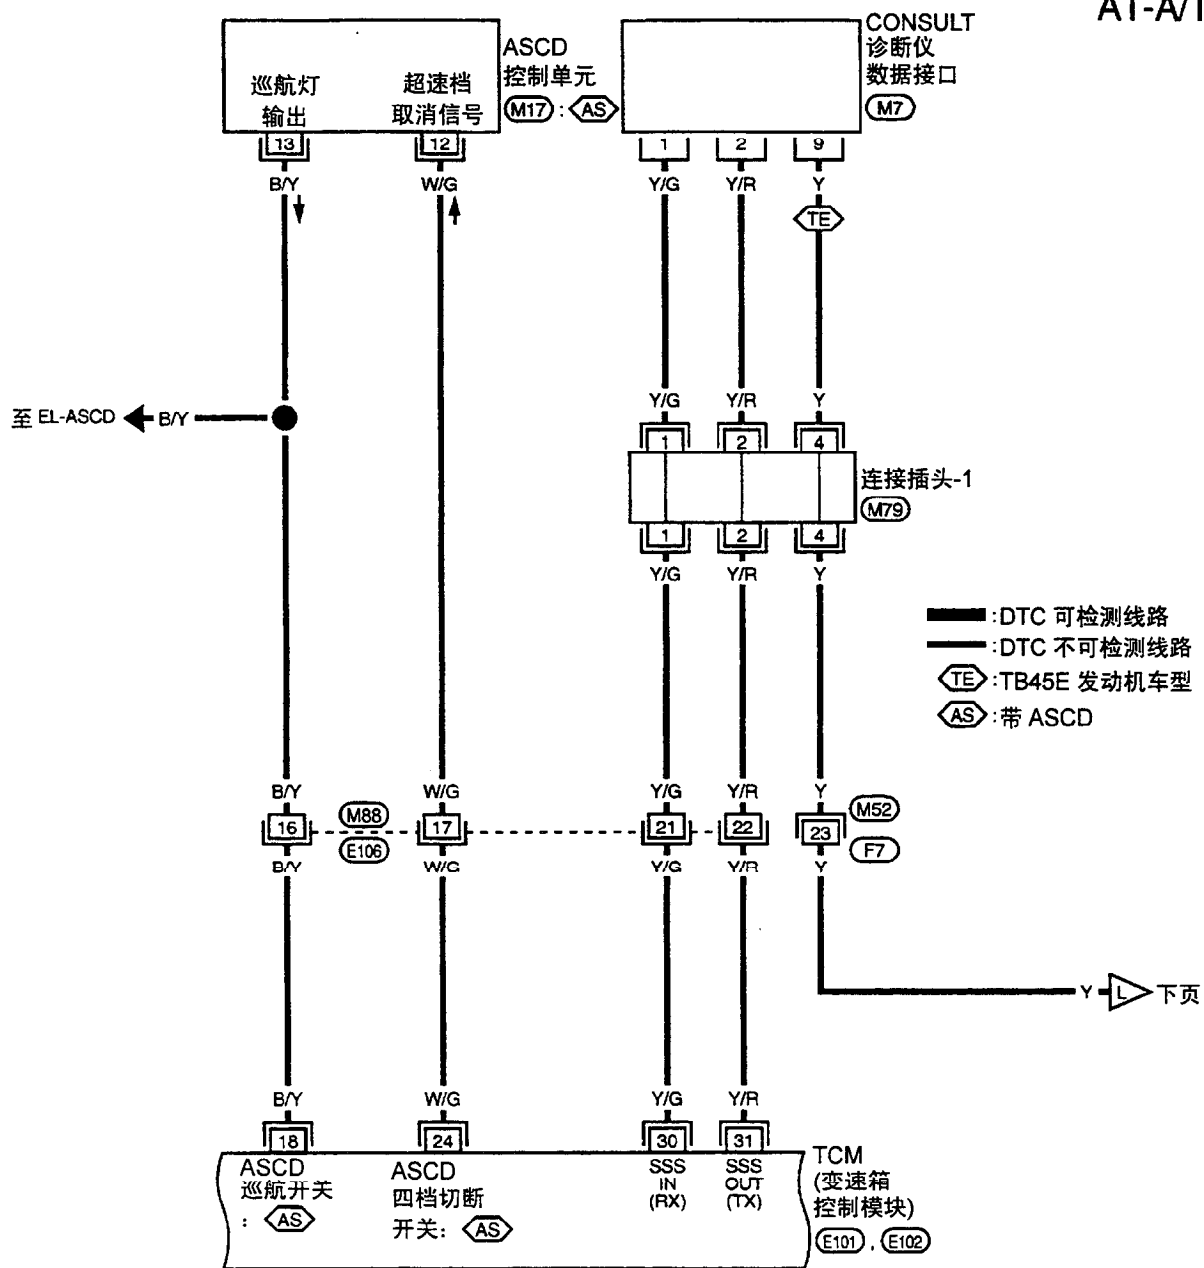 AT-A/T
ASCD
控制单元
M17 : AS
巡航灯
输出
超速档
取消信号
CONSULT
诊断仪
数据接口
M7
13 12 1 2 9
B/Y W/G Y/G Y/R Y
TE
Y/G Y/R Y
至 EL-ASCD B/Y
1 2 4
连接插头-1
M79
1 2 4
Y/G Y/R Y
:DTC 可检测线路
:DTC 不可检测线路
TE :TB45E 发动机车型
AS :带 ASCD
B/Y W/G Y/G Y/R Y
16 M88 17 21 22 23 M52
E106 F7
B/Y W/G Y/G Y/R Y
Y L 下页
B/Y W/G Y/G Y/R
18 24 30 31
ASCD
巡航开关
: AS
ASCD
四档切断
开关: AS
SSS
IN
(RX)
SSS
OUT
(TX)
TCM
(变速箱
控制模块)
E101 , E102